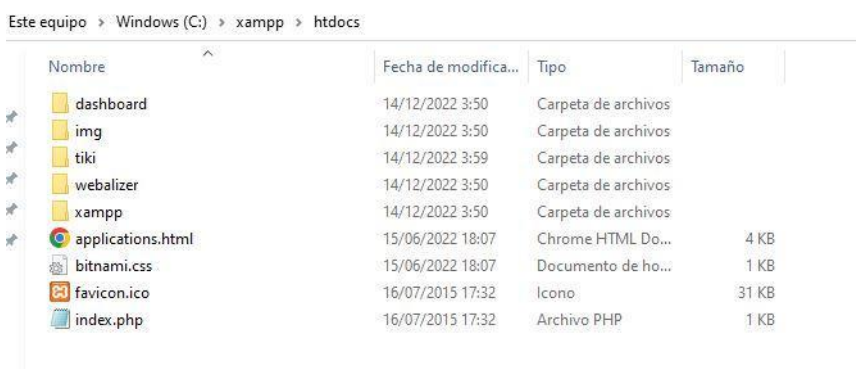 Este equipo > Windows (C:) > xampp > htdocs
Nombre Fecha de modifica... Tipo Tamaño
dashboard 14/12/2022 3:50 Carpeta de archivos
img 14/12/2022 3:50 Carpeta de archivos
tiki 14/12/2022 3:59 Carpeta de archivos
webalizer 14/12/2022 3:50 Carpeta de archivos
xampp 14/12/2022 3:50 Carpeta de archivos
applications.html 15/06/2022 18:07 Chrome HTML Do... 4 KB
bitnami.css 15/06/2022 18:07 Documento de ho... 1 KB
favicon.ico 16/07/2015 17:32 Icono 31 KB
index.php 16/07/2015 17:32 Archivo PHP 1 KB